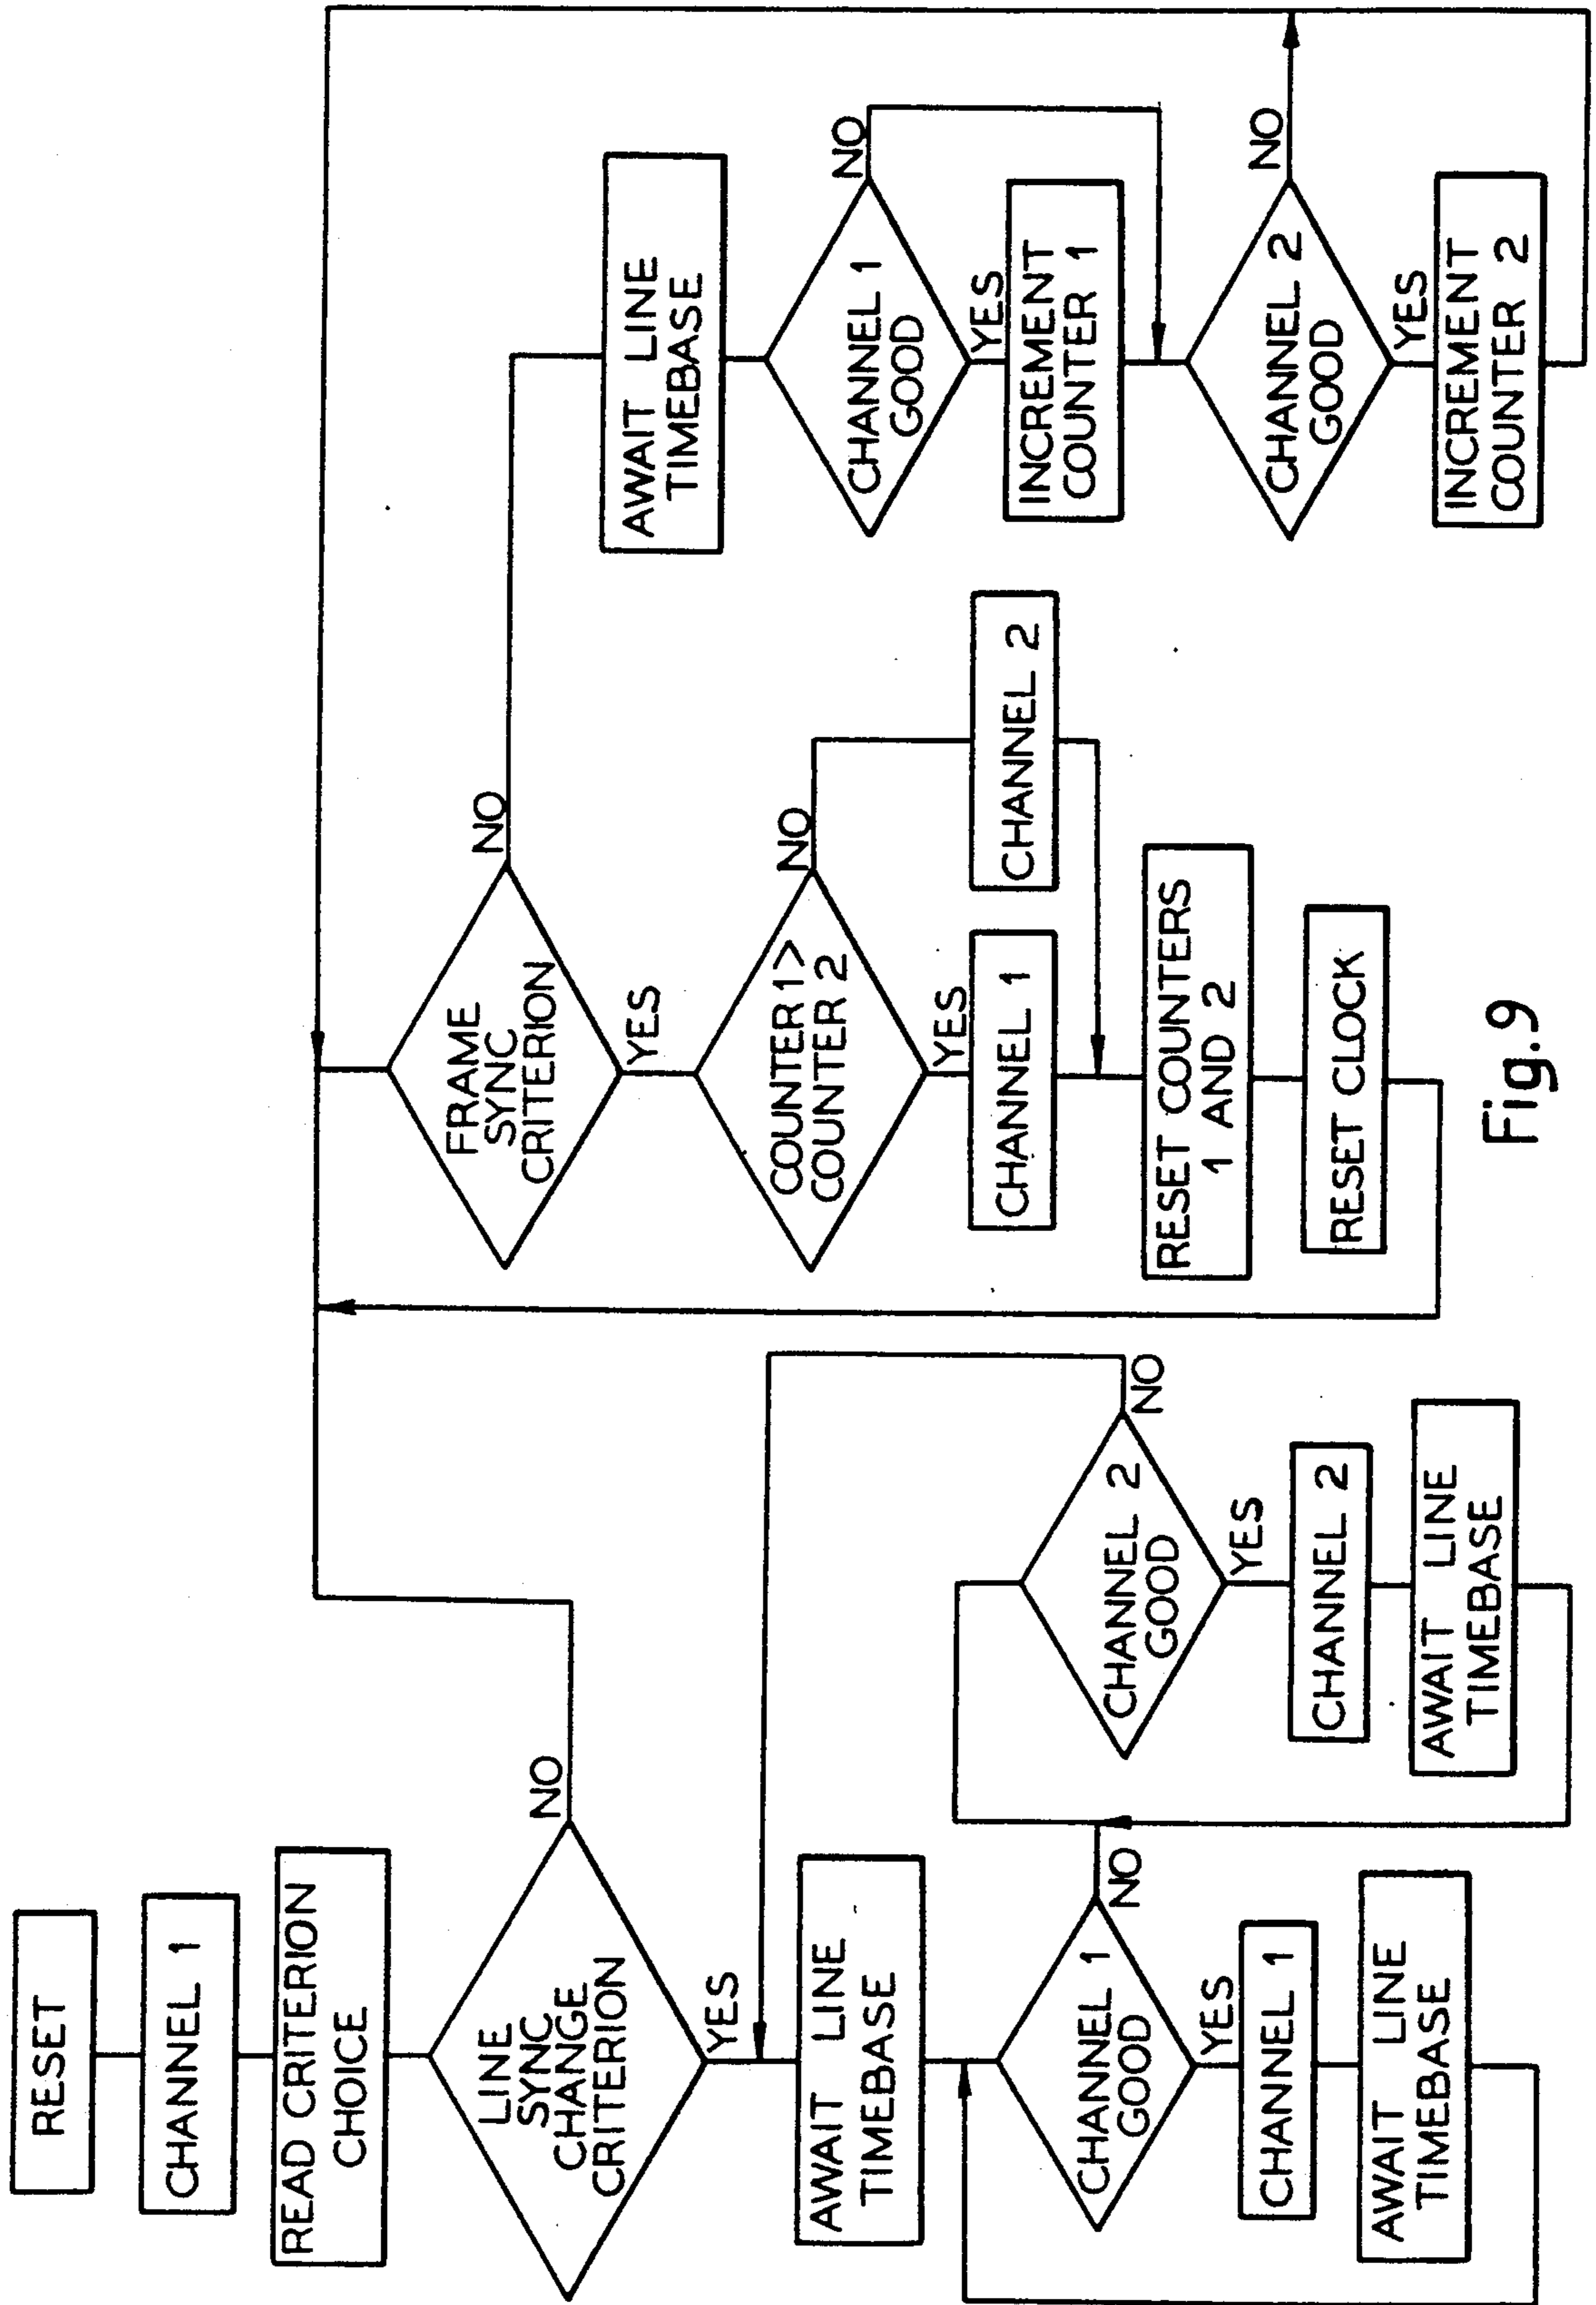 RESET
CHANNEL 1
READ CRITERION
CHOICE
LINE
SYNC
CHANGE
CRITERION
NO
YES
AWAIT LINE
TIMEBASE
CHANNEL 1
GOOD
NO
YES
CHANNEL 1
AWAIT LINE
TIMEBASE
CHANNEL 2
GOOD
NO
YES
CHANNEL 2
AWAIT LINE
TIMEBASE
FRAME
SYNC
CRITERION
NO
YES
COUNTER 1>
COUNTER 2
NO
YES
CHANNEL 1
CHANNEL 2
RESET COUNTERS
1 AND 2
RESET CLOCK
AWAIT LINE
TIMEBASE
CHANNEL 1
GOOD
NO
YES
INCREMENT
COUNTER 1
CHANNEL 2
GOOD
NO
YES
INCREMENT
COUNTER 2
Fig.9